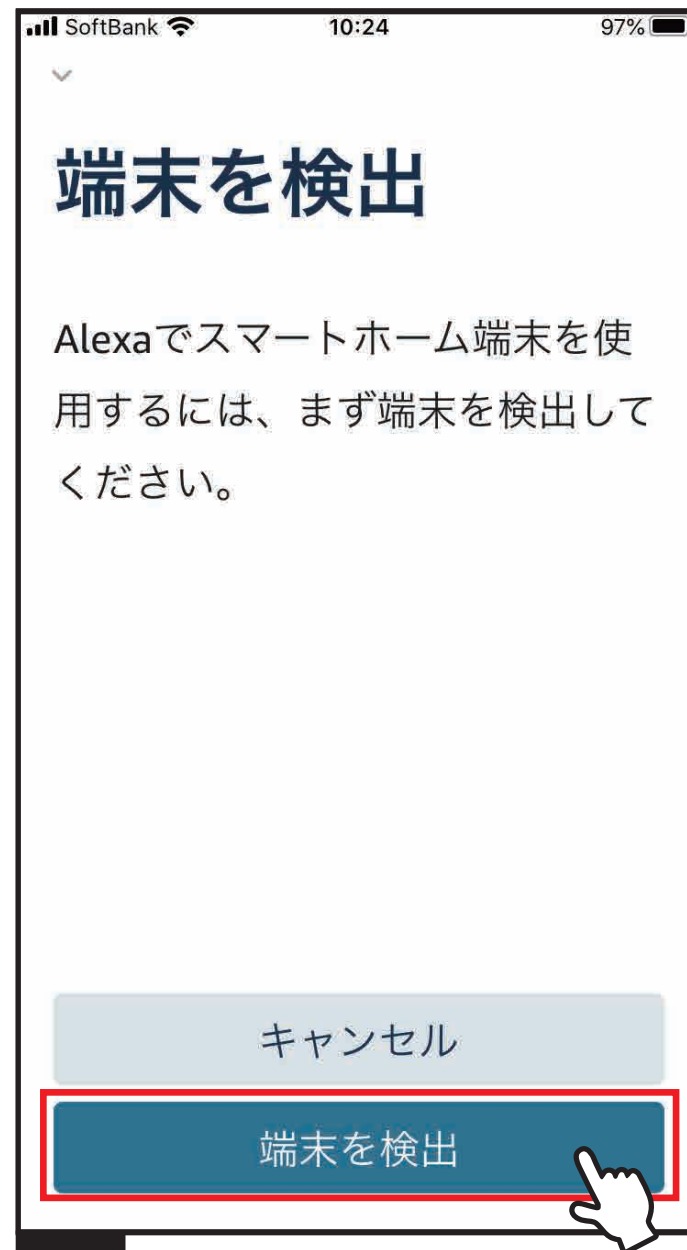 SoftBank 10:24 97%
端末を検出
Alexaでスマートホーム端末を使
用するには、まず端末を検出して
ください。
キャンセル
端末を検出